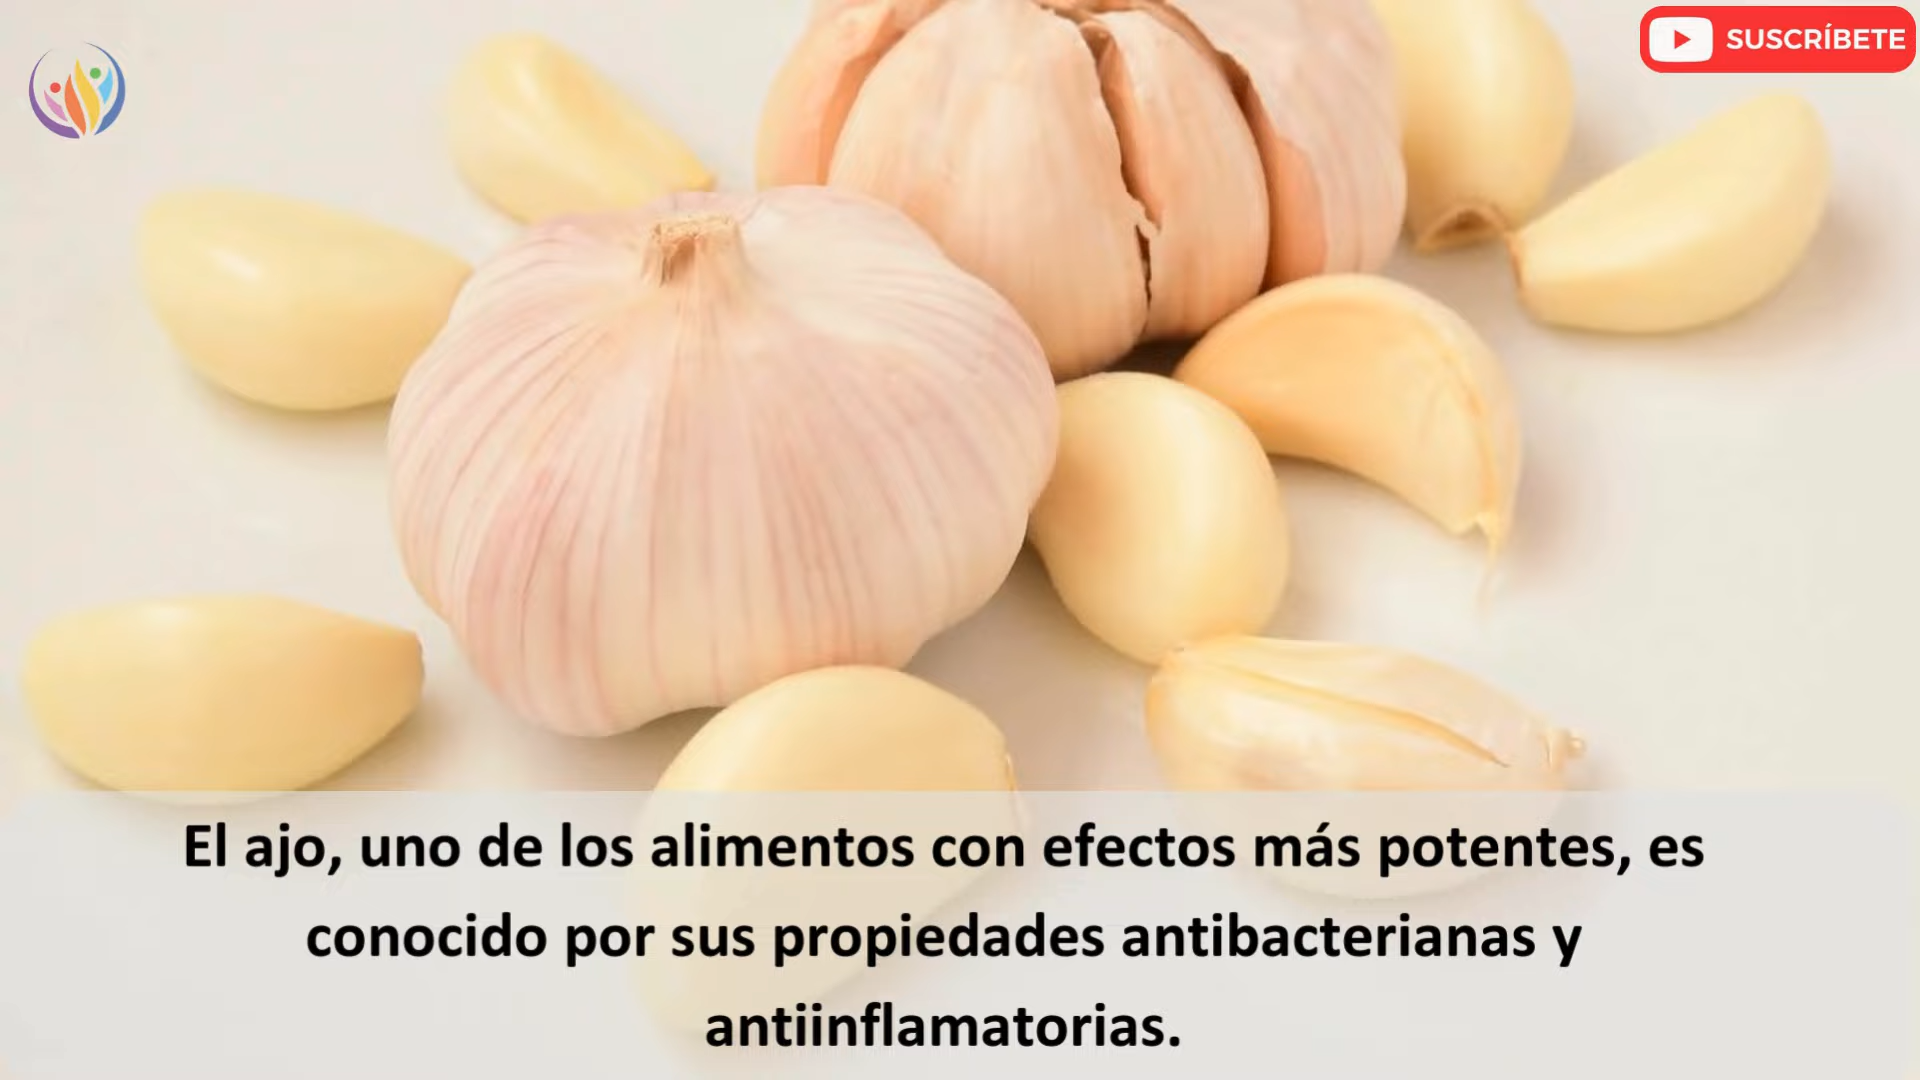 SUSCRÍBETE
El ajo, uno de los alimentos con efectos más potentes, es
conocido por sus propiedades antibacterianas y
antiinflamatorias.